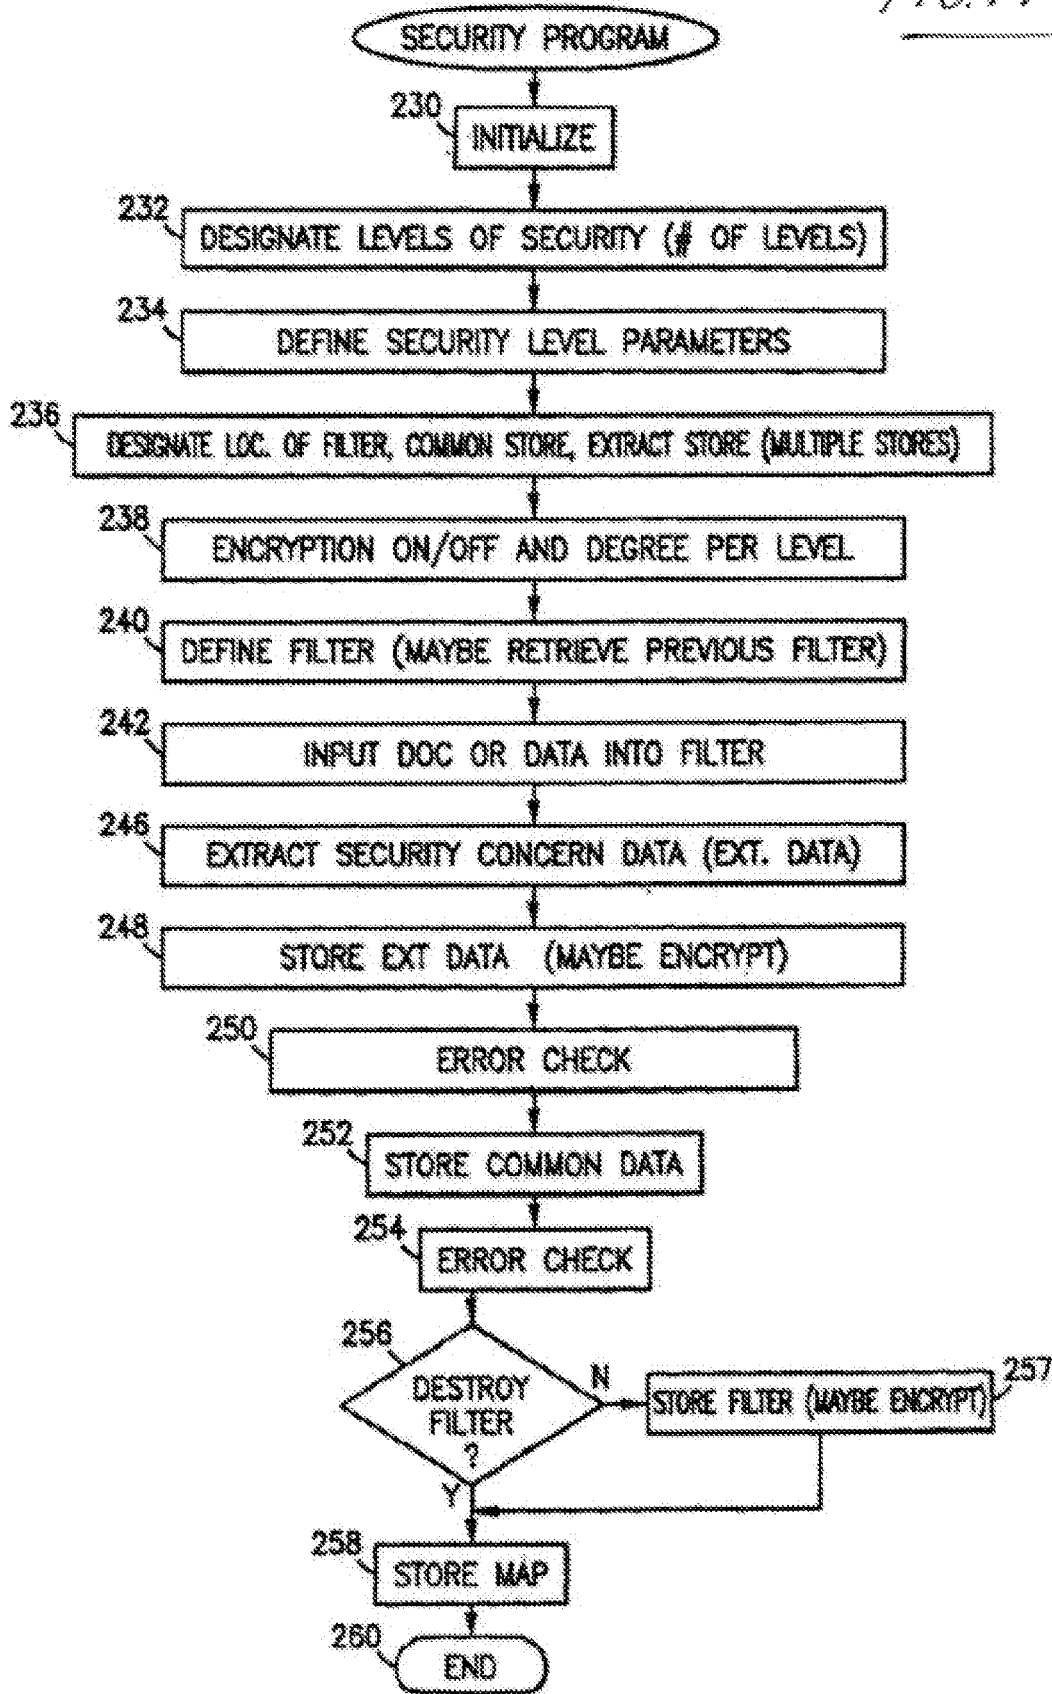 SECURITY PROGRAM
230
INITIALIZE
232
DESIGNATE LEVELS OF SECURITY (# OF LEVELS)
234
DEFINE SECURITY LEVEL PARAMETERS
236
DESIGNATE LOC. OF FILTER, COMMON STORE, EXTRACT STORE (MULTIPLE STORES)
238
ENCRYPTION ON/OFF AND DEGREE PER LEVEL
240
DEFINE FILTER (MAYBE RETRIEVE PREVIOUS FILTER)
242
INPUT DOC OR DATA INTO FILTER
246
EXTRACT SECURITY CONCERN DATA (EXT. DATA)
248
STORE EXT DATA (MAYBE ENCRYPT)
250
ERROR CHECK
252
STORE COMMON DATA
254
ERROR CHECK
256
DESTROY
FILTER
?
N
257
STORE FILTER (MAYBE ENCRYPT)
Y
258
STORE MAP
260
END